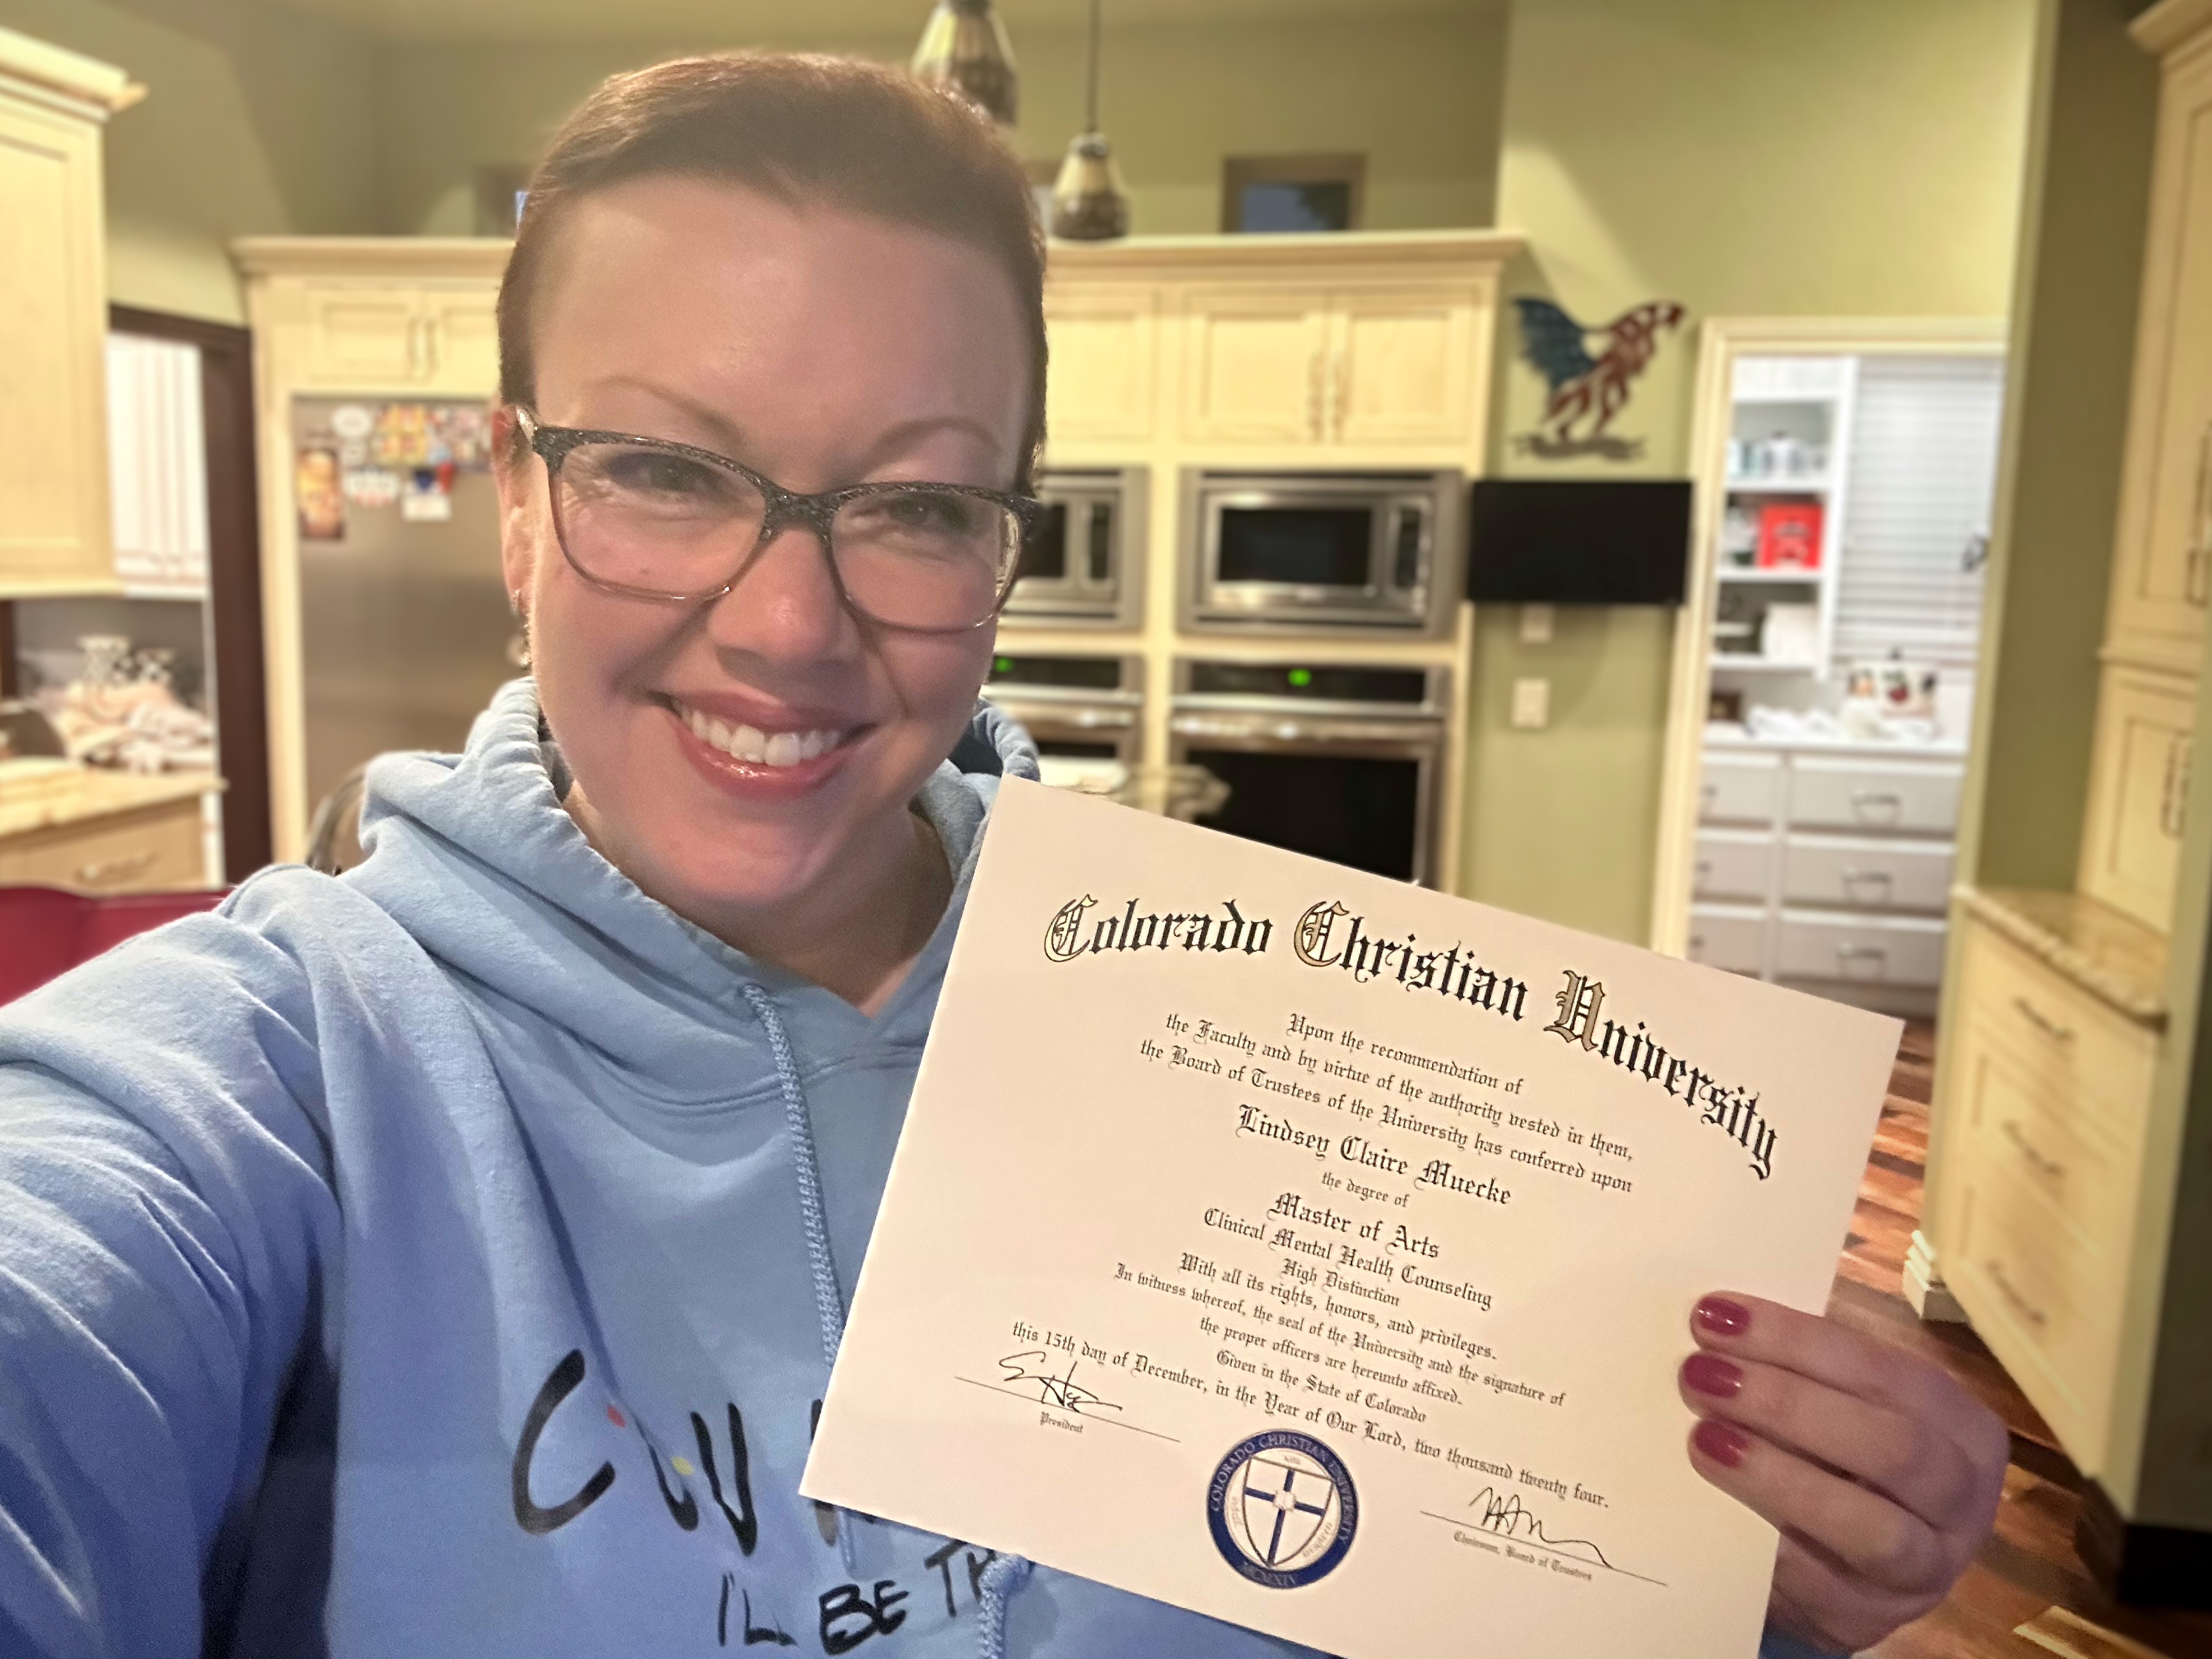 Colorado Christian University
Upon the recommendation of
the Faculty and by virtue of the authority vested in them,
the Board of Trustees of the University has conferred upon
Lindsey Claire Muecke
the degree of
Master of Arts
Clinical Mental Health Counseling
High Distinction
With all its rights, honors, and privileges.
In witness whereof, the seal of the University and the signature of
the proper officers are hereunto affixed.
Given in the State of Colorado
this 15th day of December, in the Year of Our Lord, two thousand twenty four.
President
COLORADO CHRISTIAN UNIVERSITY
MCMXIV
Chairman, Board of Trustees
I'LL BE TH